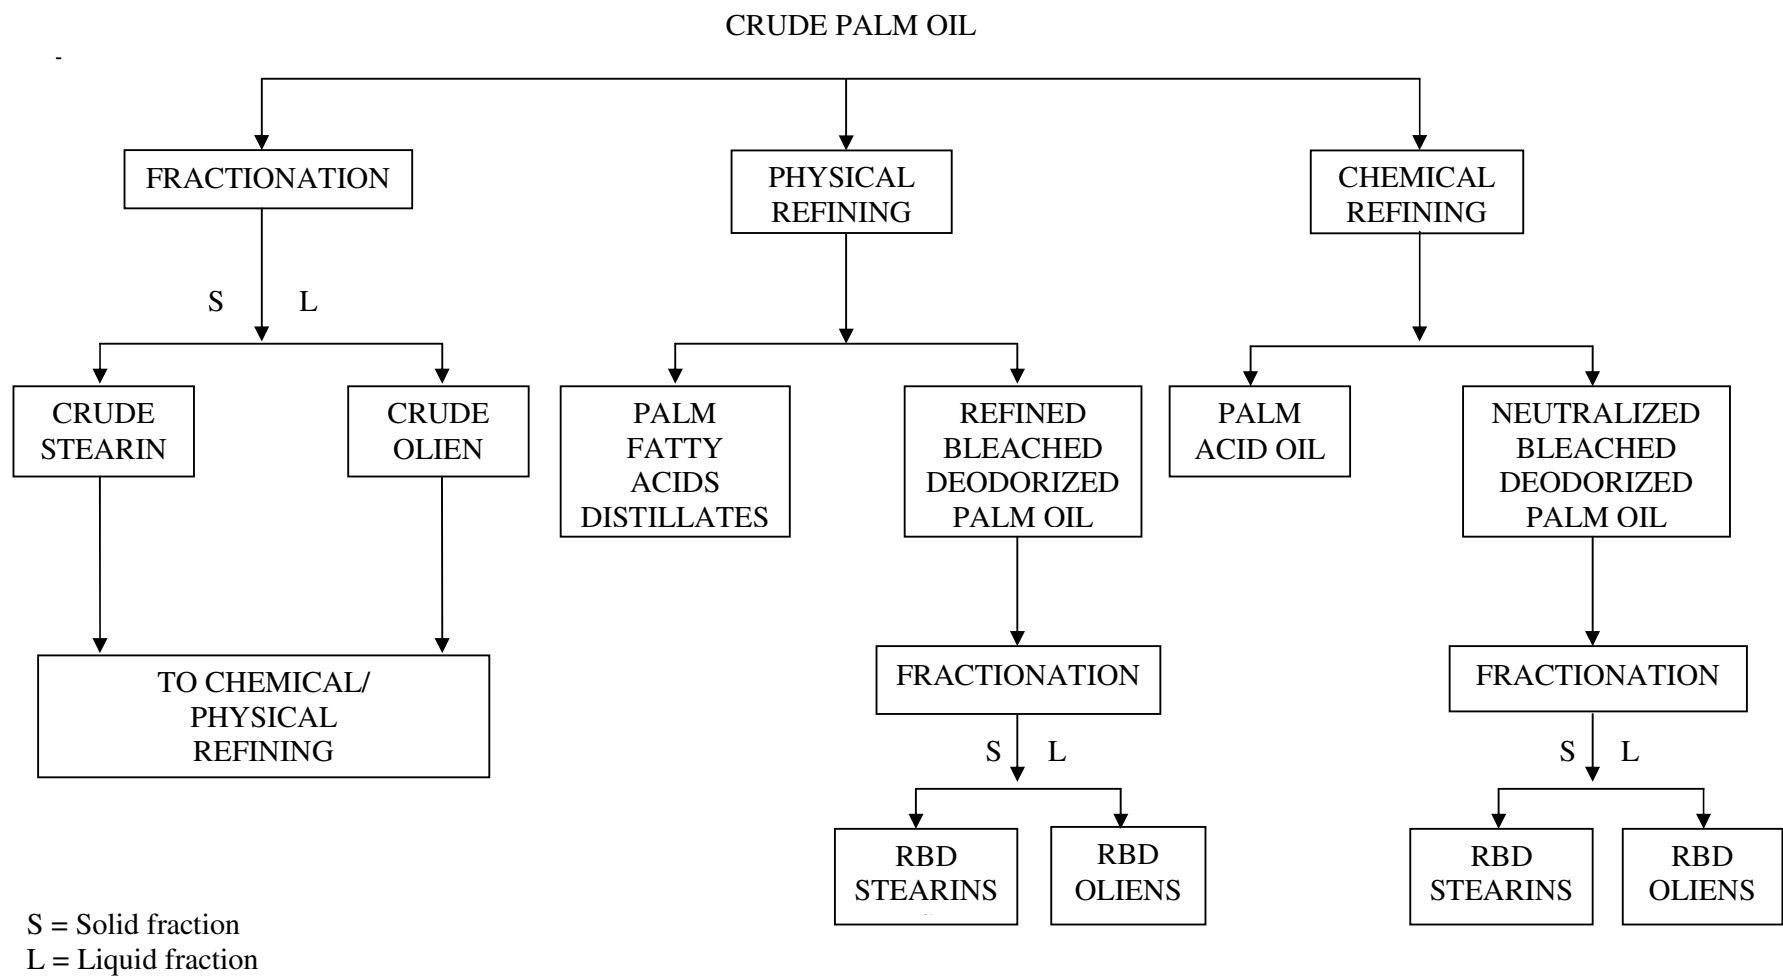 CRUDE PALM OIL
-
FRACTIONATION
PHYSICAL
REFINING
CHEMICAL
REFINING
S L
CRUDE
STEARIN
CRUDE
OLIEN
PALM
FATTY
ACIDS
DISTILLATES
REFINED
BLEACHED
DEODORIZED
PALM OIL
PALM
ACID OIL
NEUTRALIZED
BLEACHED
DEODORIZED
PALM OIL
TO CHEMICAL/
PHYSICAL
REFINING
FRACTIONATION
FRACTIONATION
S L
S L
RBD
STEARINS
RBD
OLIENS
RBD
STEARINS
RBD
OLIENS
S = Solid fraction
L = Liquid fraction